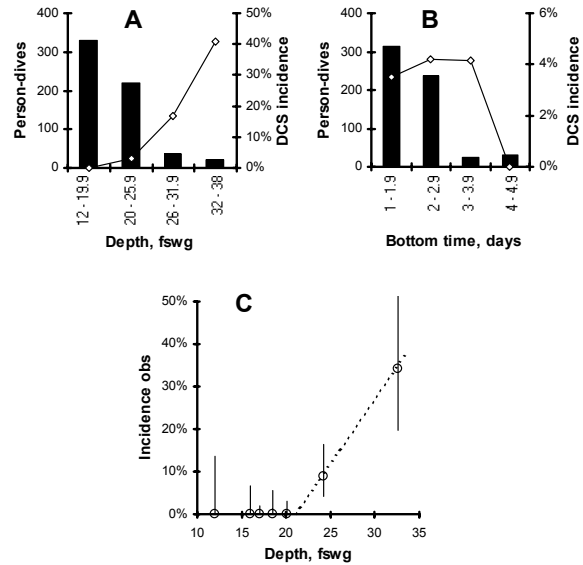 A
Person-dives
400
300
200
100
0
50%
40%
30%
20%
10%
0%
DCS incidence
12 - 19.9
20 - 25.9
26 - 31.9
32 - 38
Depth, fswg
B
Person-dives
400
300
200
100
0
6%
4%
2%
0%
DCS incidence
1 - 1.9
2 - 2.9
3 - 3.9
4 - 4.9
Bottom time, days
C
Incidence obs
50%
40%
30%
20%
10%
0%
10 15 20 25 30 35
Depth, fswg